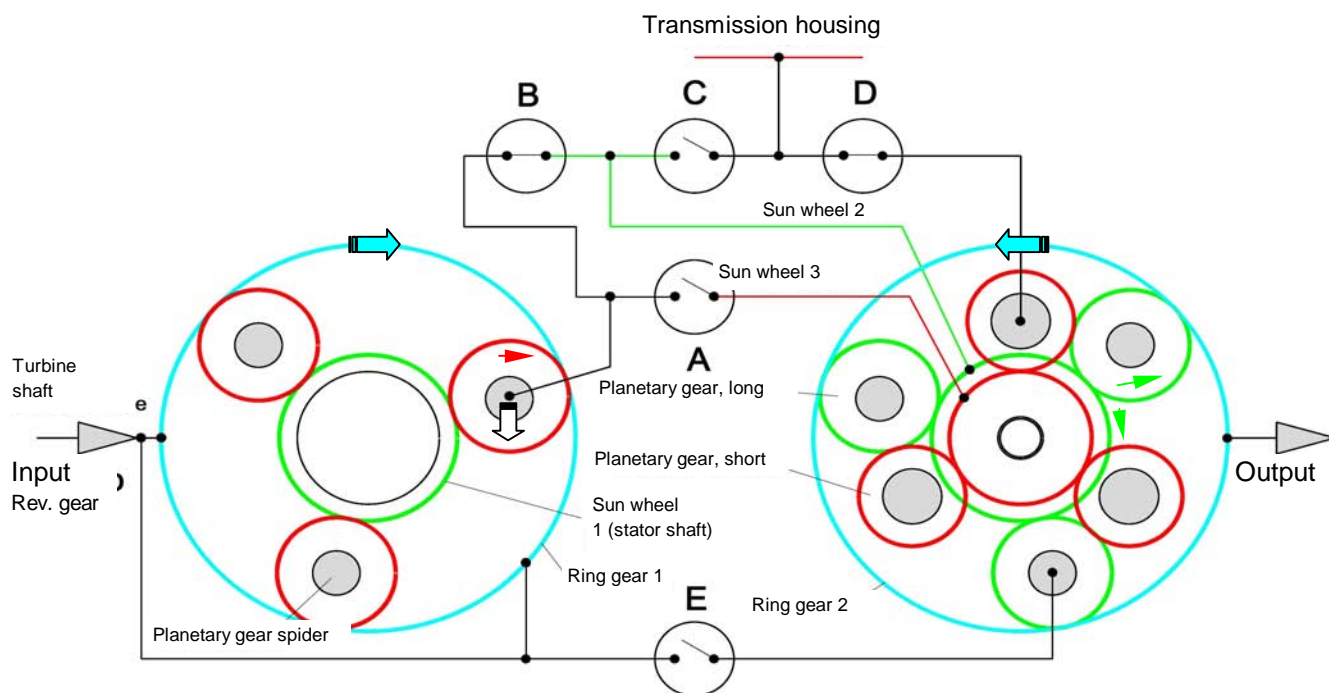 Transmission housing
B
C
D
Sun wheel 2
Sun wheel 3
A
Turbine
shaft
e
Input
Rev. gear
Planetary gear, long
Planetary gear, short
Output
Sun wheel
1 (stator shaft)
Ring gear 1
Ring gear 2
E
Planetary gear spider